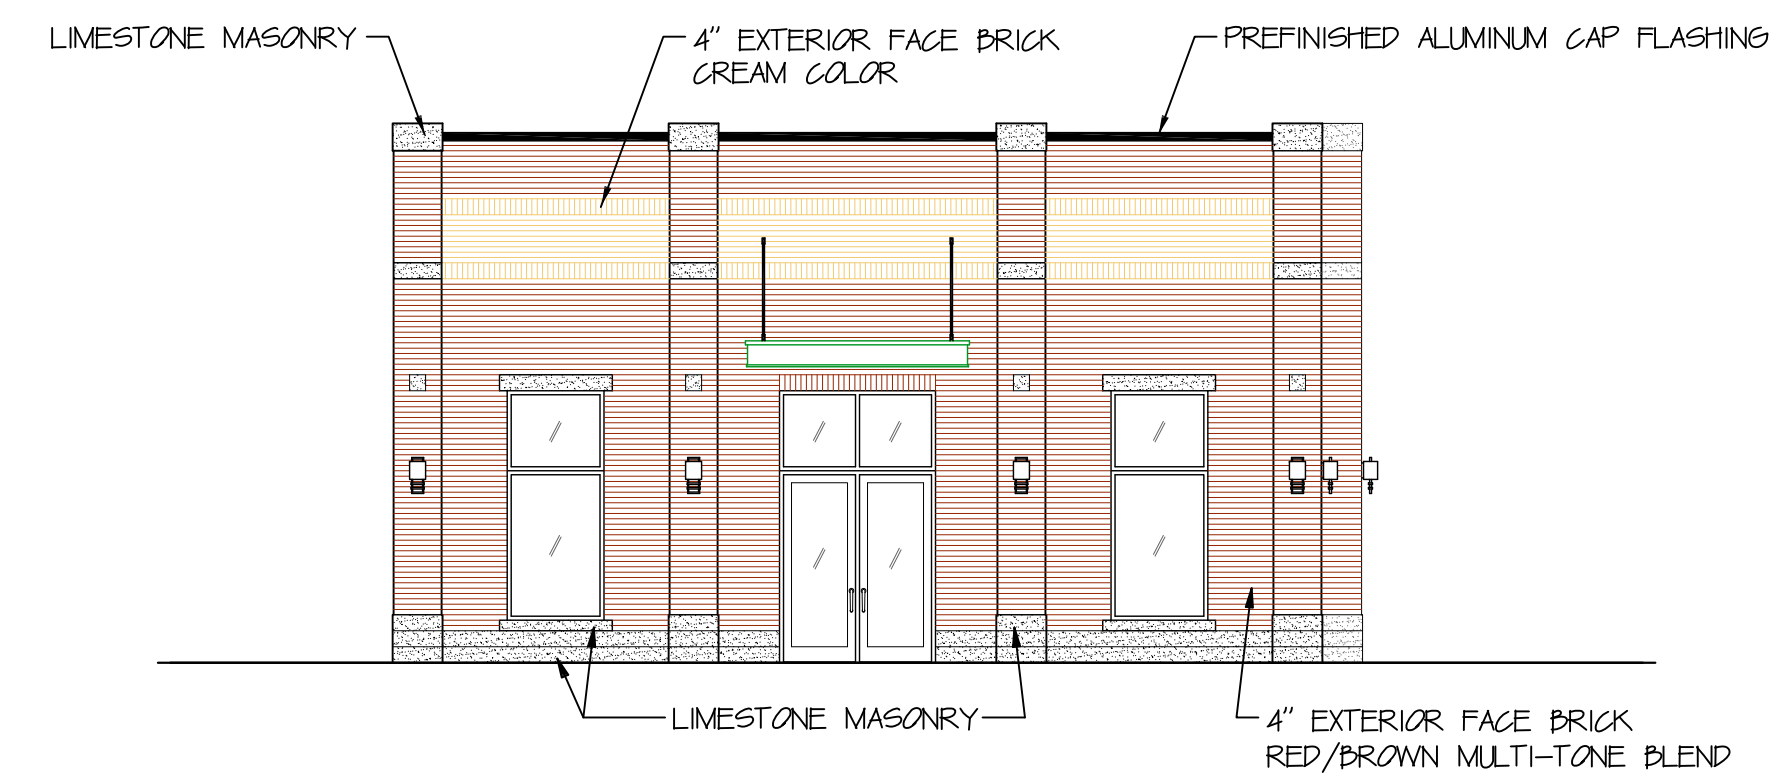 LIMESTONE MASONRY
4" EXTERIOR FACE BRICK
CREAM COLOR
PREFINISHED ALUMINUM CAP FLASHING
LIMESTONE MASONRY
4" EXTERIOR FACE BRICK
RED/BROWN MULTI-TONE BLEND